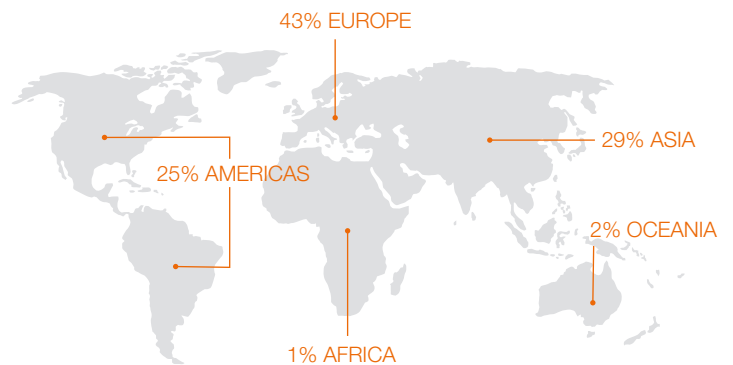 43% EUROPE
29% ASIA
25% AMERICAS
2% OCEANIA
1% AFRICA